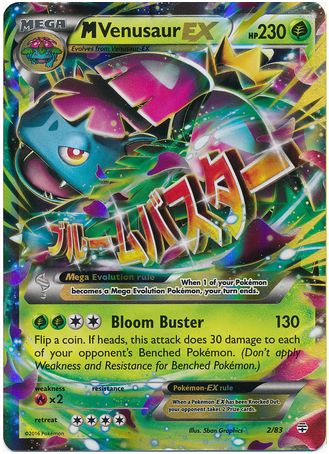 MEGA
M Venusaur EX HP 230
Evolves from Venusaur-EX
ブルームバスター
Mega Evolution rule
When 1 of your Pokémon
becomes a Mega Evolution Pokémon, your turn ends.
Bloom Buster 130
Flip a coin. If heads, this attack does 30 damage to each
of your opponent's Benched Pokémon. (Don't apply
Weakness and Resistance for Benched Pokémon.)
weakness resistance
×2
Pokémon-EX rule
When a Pokémon-EX has been Knocked Out,
your opponent takes 2 Prize cards.
retreat
©2016 Pokémon
Illus. 5ban Graphics
2/83